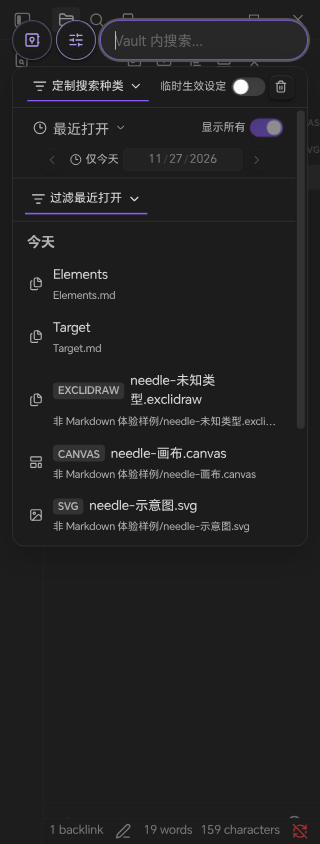 Vault 内搜索...
定制搜索种类
临时生效设定
最近打开
显示所有
仅今天
11/27/2026
过滤最近打开
今天
Elements
Elements.md
Target
Target.md
EXCLIDRAW needle-未知类
型.exclidraw
非 Markdown 体验样例/needle-未知类型.excli...
CANVAS needle-画布.canvas
非 Markdown 体验样例/needle-画布.canvas
SVG needle-示意图.svg
非 Markdown 体验样例/needle-示意图.svg
1 backlink 19 words 159 characters